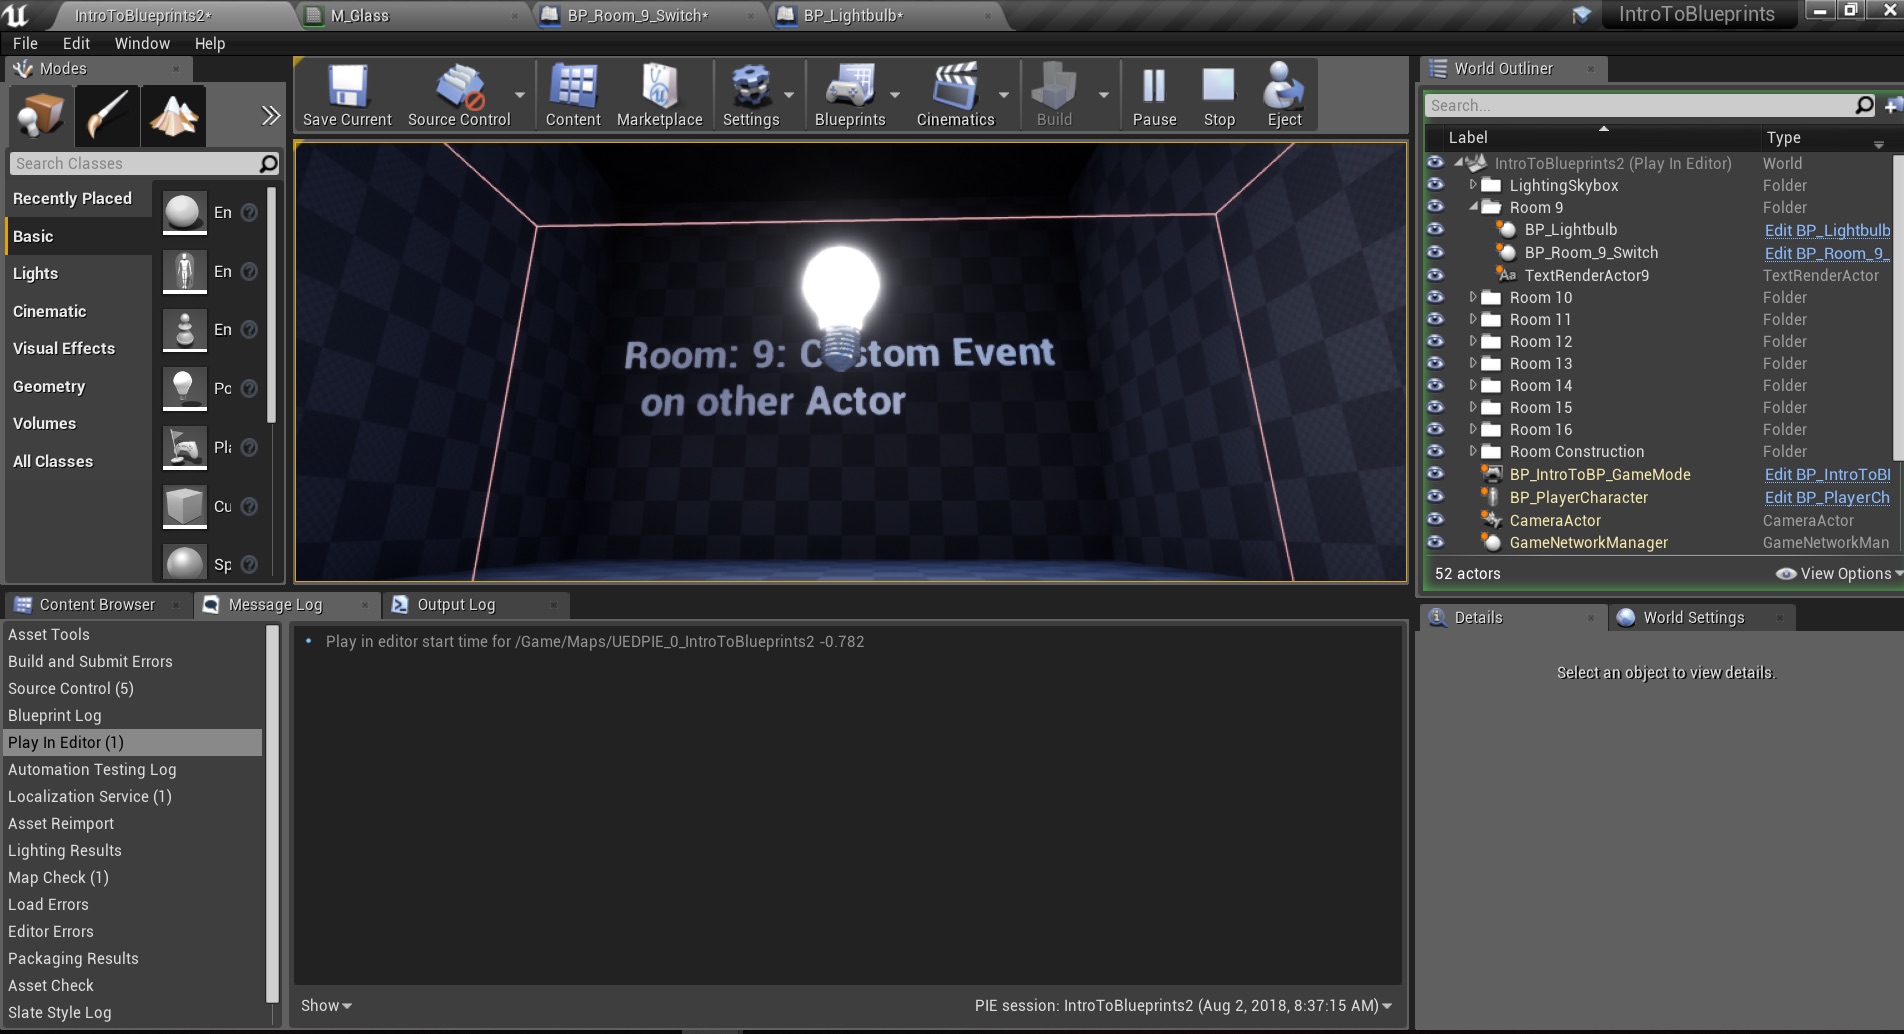 IntroToBlueprints2*
M_Glass
BP_Room_9_Switch*
BP_Lightbulb*
IntroToBlueprints
File Edit Window Help
Modes
Search Classes
Recently Placed
Basic
Lights
Cinematic
Visual Effects
Geometry
Volumes
All Classes
En
En
En
Po
Pla
Cu
Sp
Save Current
Source Control
Content
Marketplace
Settings
Blueprints
Cinematics
Build
Pause
Stop
Eject
Room: 9: Custom Event
on other Actor
World Outliner
Search...
Label Type
IntroToBlueprints2 (Play In Editor) World
LightingSkybox Folder
Room 9 Folder
BP_Lightbulb Edit BP_Lightbulb
BP_Room_9_Switch Edit BP_Room_9_
TextRenderActor9 TextRenderActor
Room 10 Folder
Room 11 Folder
Room 12 Folder
Room 13 Folder
Room 14 Folder
Room 15 Folder
Room 16 Folder
Room Construction Folder
BP_IntroToBP_GameMode Edit BP_IntroToBl
BP_PlayerCharacter Edit BP_PlayerCh
CameraActor CameraActor
GameNetworkManager GameNetworkMan
52 actors View Options
Content Browser
Message Log
Output Log
Asset Tools
Build and Submit Errors
Source Control (5)
Blueprint Log
Play In Editor (1)
Automation Testing Log
Localization Service (1)
Asset Reimport
Lighting Results
Map Check (1)
Load Errors
Editor Errors
Packaging Results
Asset Check
Slate Style Log
Play in editor start time for /Game/Maps/UEDPIE_0_IntroToBlueprints2 -0.782
Show
PIE session: IntroToBlueprints2 (Aug 2, 2018, 8:37:15 AM)
Details
World Settings
Select an object to view details.